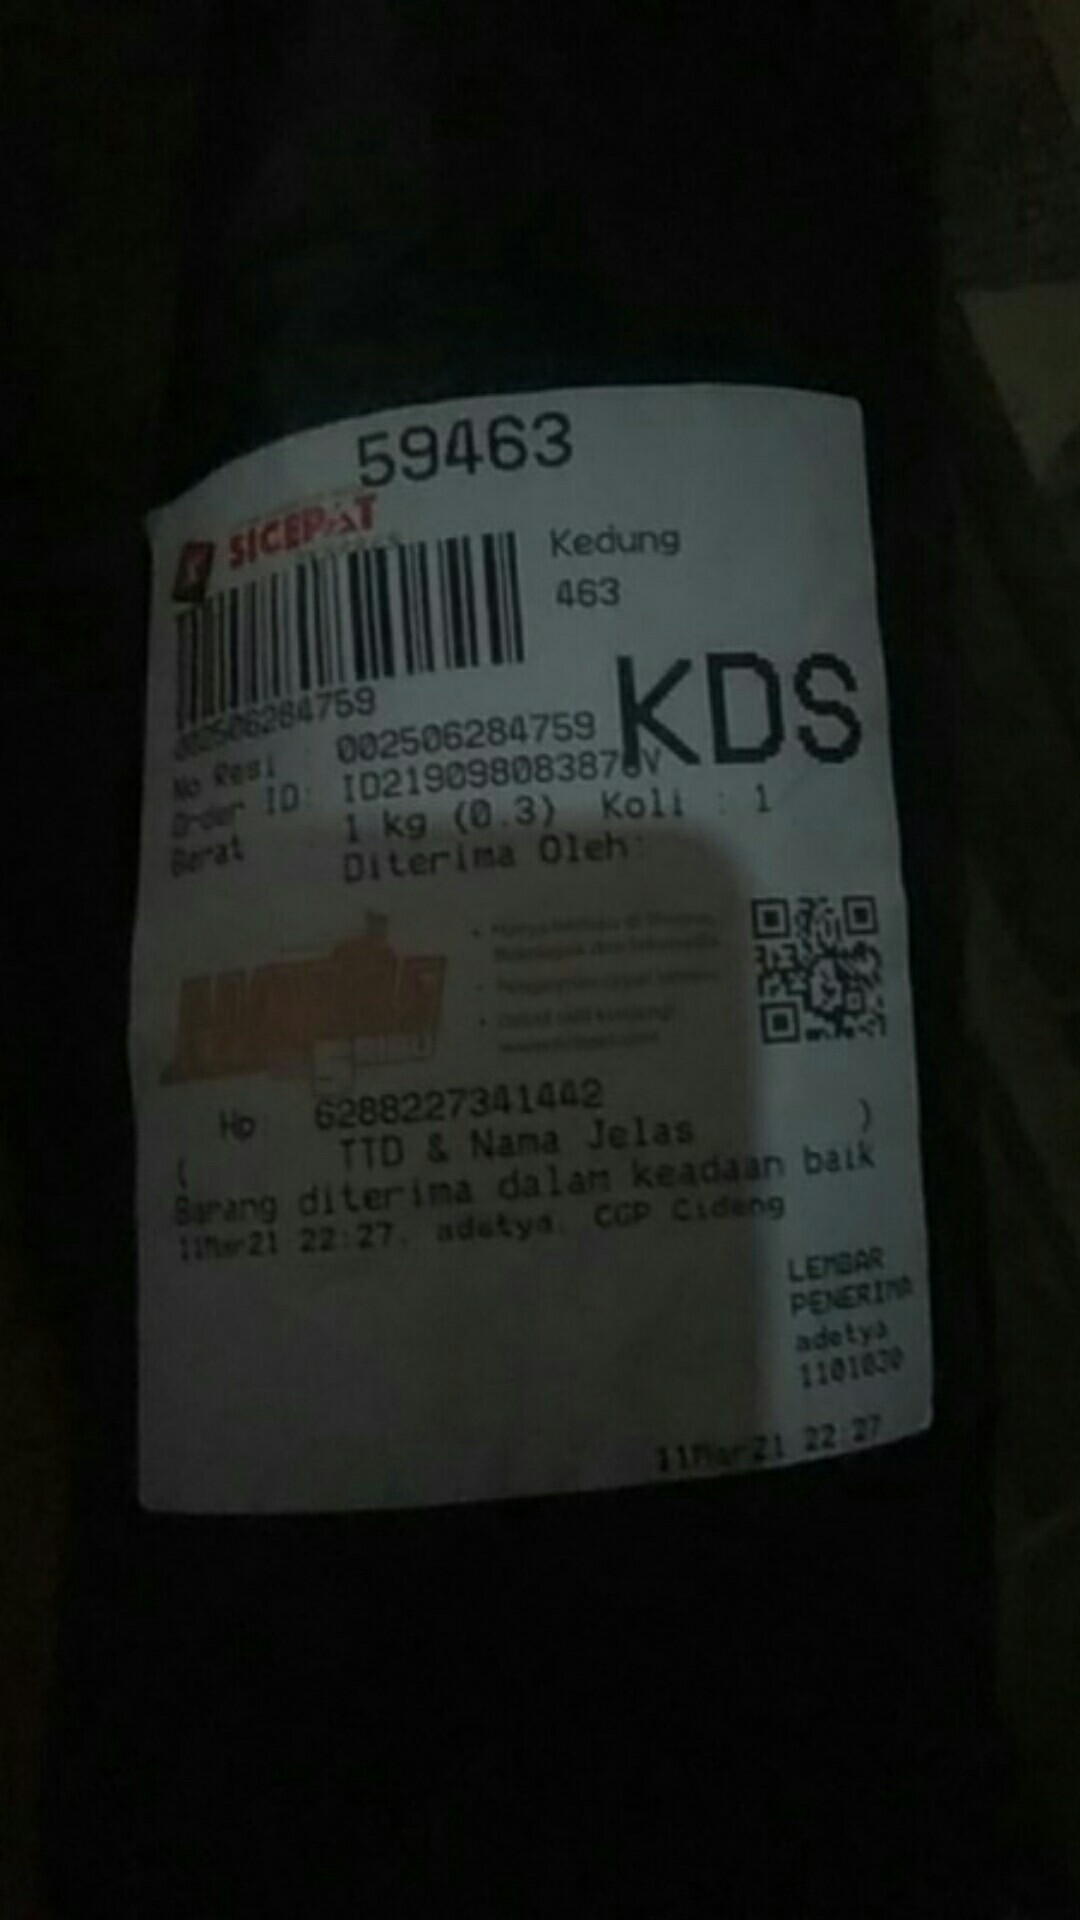 59463
SICEPAT
Kedung
463
KDS
002506284759
No Resi 002506284759
Order ID: ID219098083876V
Berat 1 kg (0.3) Koli : 1
Diterima Oleh:
Hp 6288227341442
( TTD & Nama Jelas )
Barang diterima dalam keadaan baik
11Mar21 22:27, adetya, CGP Cideng
LEMBAR
PENERIMA
adetya
1101030
11Mar21 22:27